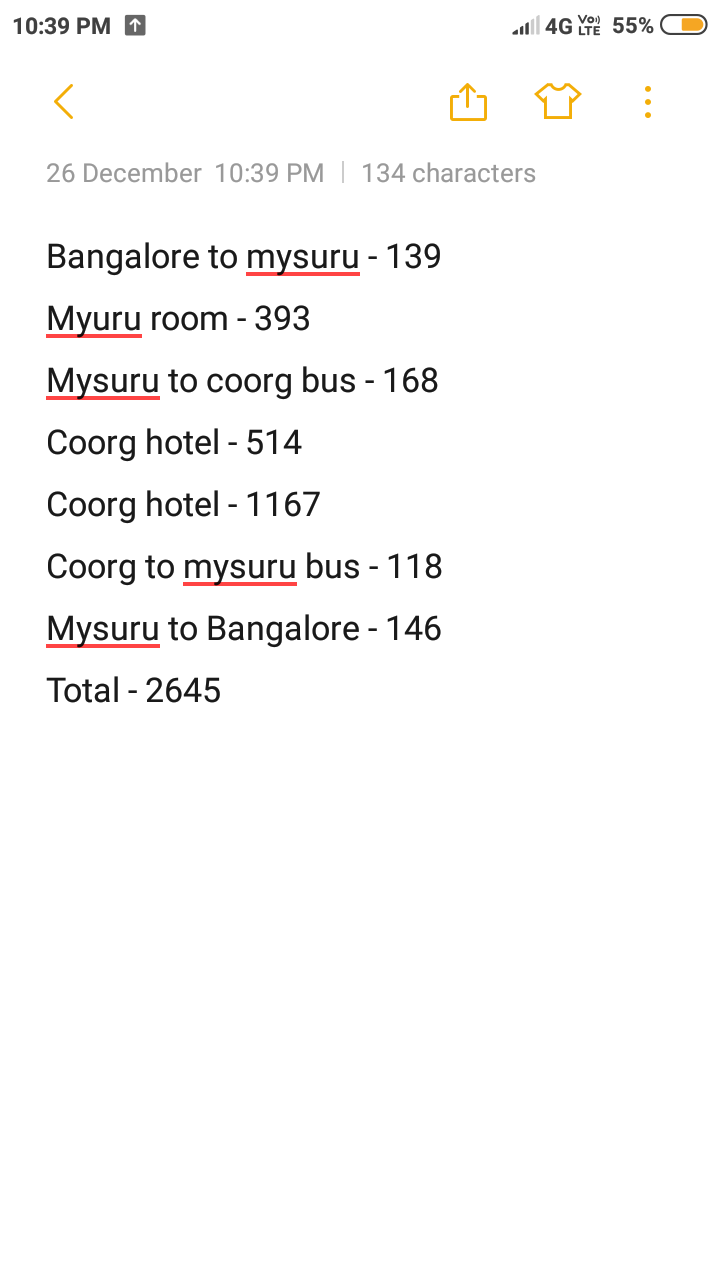 10:39 PM 4G Vo) LTE 55%
26 December 10:39 PM | 134 characters
Bangalore to mysuru - 139
Myuru room - 393
Mysuru to coorg bus - 168
Coorg hotel - 514
Coorg hotel - 1167
Coorg to mysuru bus - 118
Mysuru to Bangalore - 146
Total - 2645